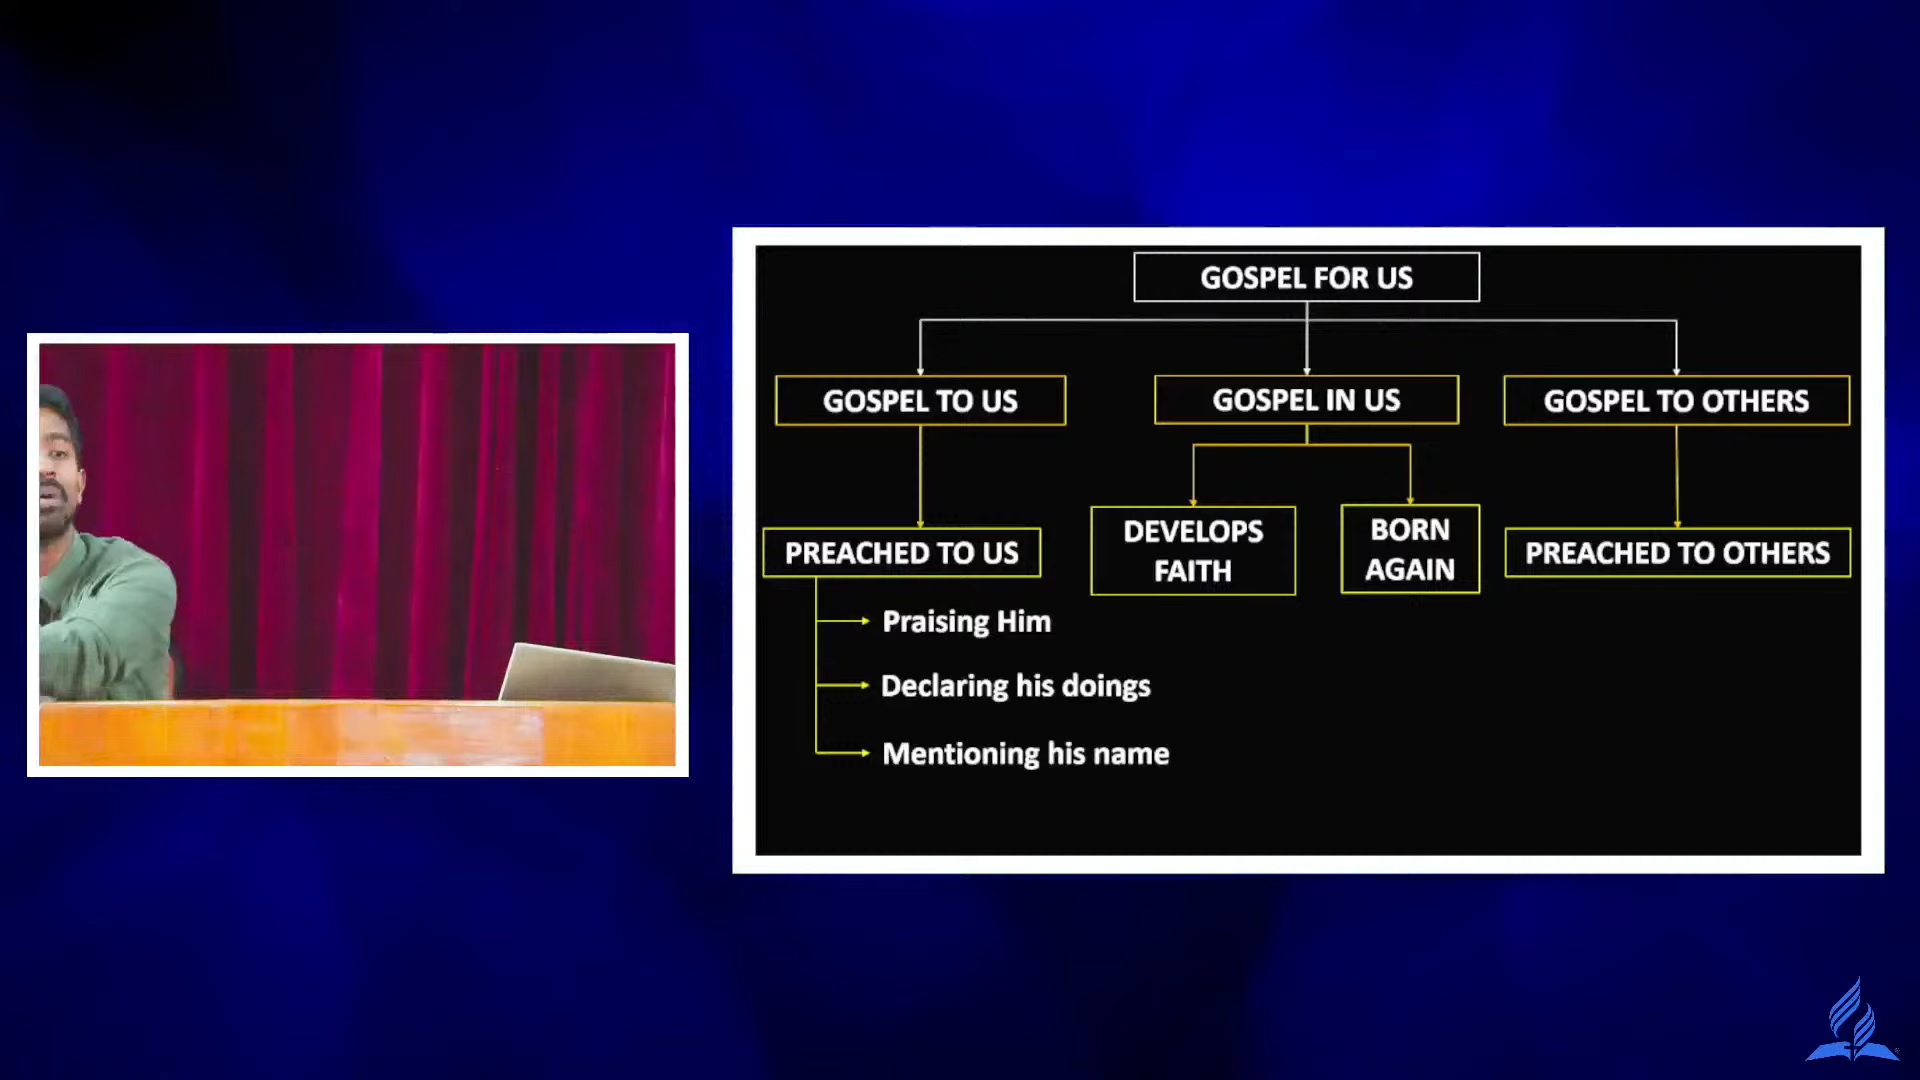 GOSPEL FOR US
GOSPEL TO US
GOSPEL IN US
GOSPEL TO OTHERS
PREACHED TO US
DEVELOPS
FAITH
BORN
AGAIN
PREACHED TO OTHERS
Praising Him
Declaring his doings
Mentioning his name